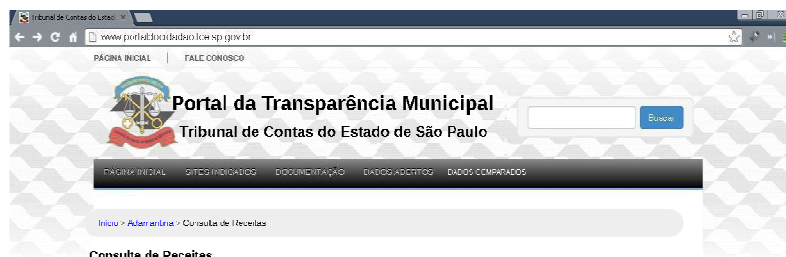 Tribunal de Contas do Estad
www.portaldocidadao.tce.sp.gov.br
PÁGINA INICIAL FALE CONOSCO
Portal da Transparência Municipal
Tribunal de Contas do Estado de São Paulo
Buscar
PÁGINA INICIAL SITES INDICADOS DOCUMENTAÇÃO DADOS ABERTOS DADOS COMPARADOS
Início > Adamantina > Consulta de Receitas
Consulta de Receitas